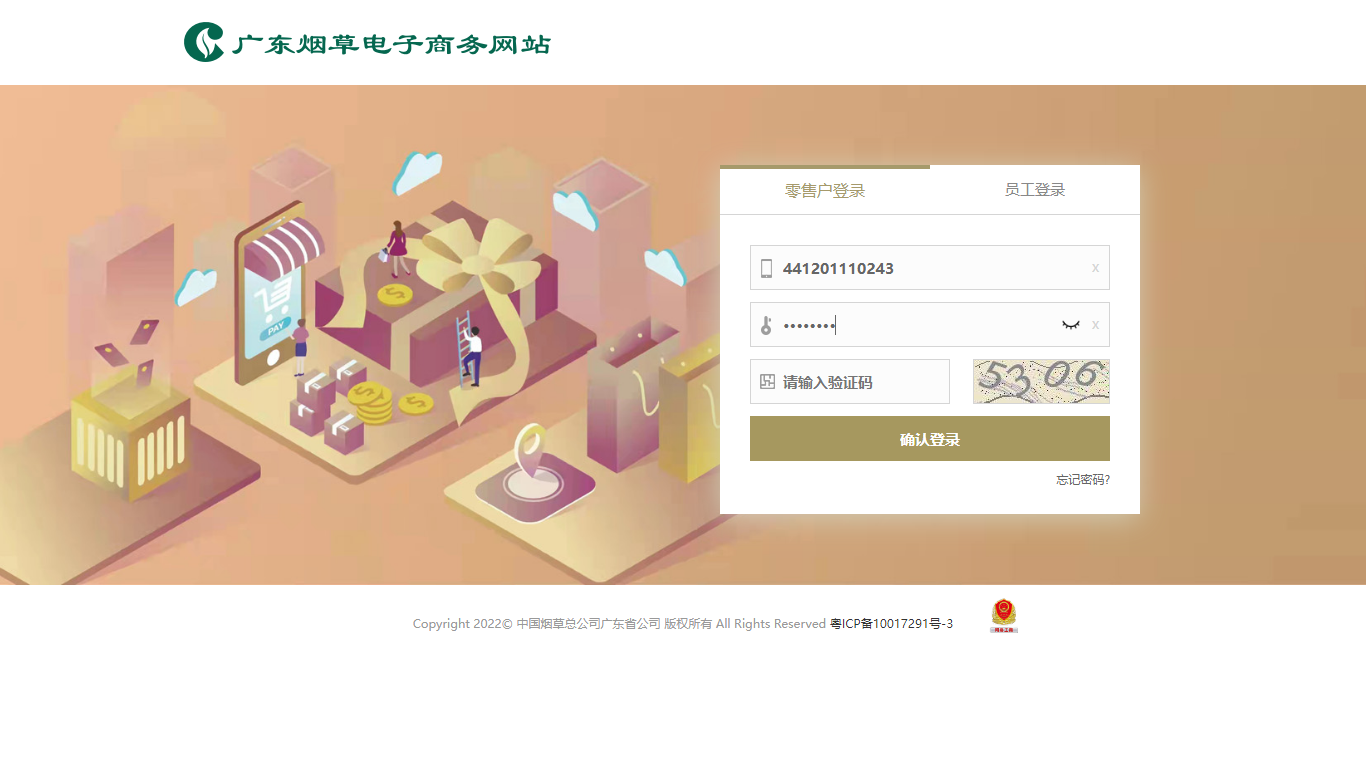 广东烟草电子商务网站
零售户登录
员工登录
441201110243
x
••••••••
x
请输入验证码
5306
确认登录
忘记密码?
PAY
Copyright 2022© 中国烟草总公司广东省公司 版权所有 All Rights Reserved 粤ICP备10017291号-3